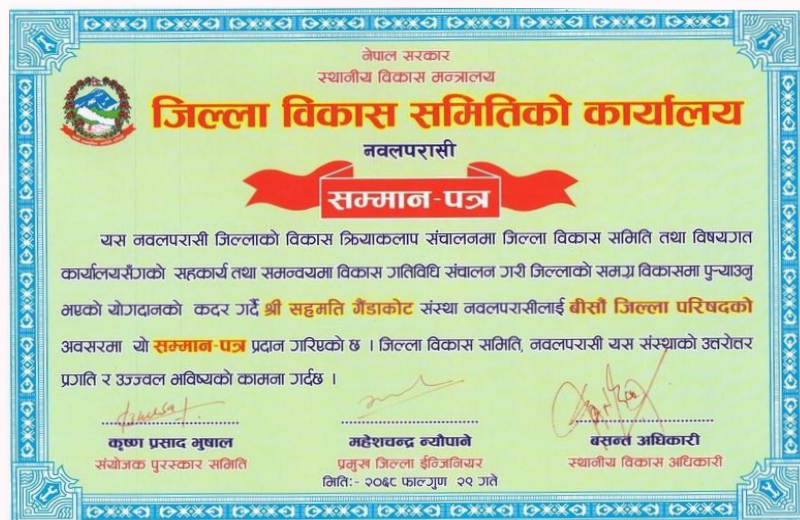 नेपाल सरकार
स्थानीय विकास मन्त्रालय
जिल्ला विकास समितिको कार्यालय
नवलपरासी
सम्मान-पत्र
यस नवलपरासी जिल्लाको विकास क्रियाकलाप संचालनमा जिल्ला विकास समिति तथा विषयगत
कार्यालयसँगको सहकार्य तथा समन्वयमा विकास गतिविधि संचालन गरी जिल्लाको समग्र विकासमा पुऱ्याउनु
भएको योगदानको कदर गर्दै श्री सहमति गैंडाकोट संस्था नवलपरासीलाई बीसौं जिल्ला परिषदको
अवसरमा यो सम्मान-पत्र प्रदान गरिएको छ । जिल्ला विकास समिति, नवलपरासी यस संस्थाको उत्तरोत्तर
प्रगति र उज्ज्वल भविष्यको कामना गर्दछ ।
कृष्ण प्रसाद भुषाल महेशचन्द्र न्यौपाने बसन्त अधिकारी
संयोजक पुरस्कार समिति प्रमुख जिल्ला ईन्जिनियर स्थानीय विकास अधिकारी
मिति:- २०६८ फाल्गुण २९ गते